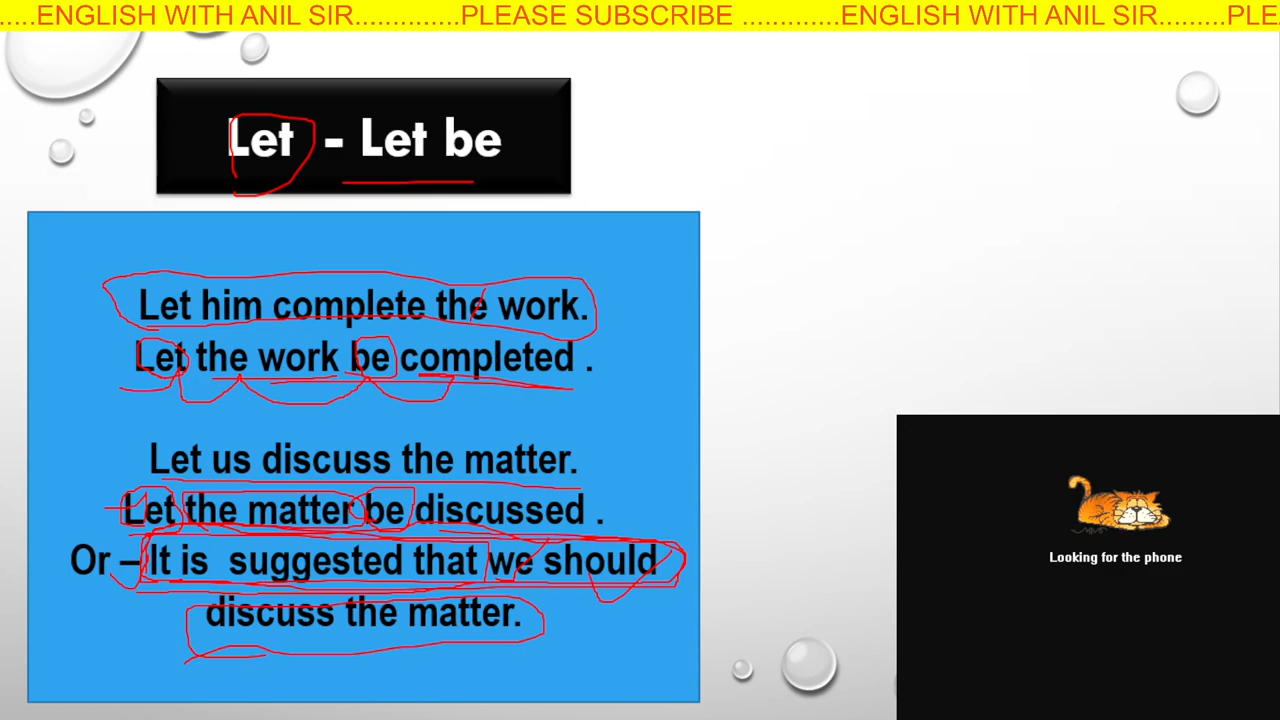 .....ENGLISH WITH ANIL SIR.............PLEASE SUBSCRIBE ............ENGLISH WITH ANIL SIR.........PLE
Let - Let be
Let him complete the work.
Let the work be completed .
Let us discuss the matter.
Let the matter be discussed .
Or – It is suggested that we should
discuss the matter.
Looking for the phone